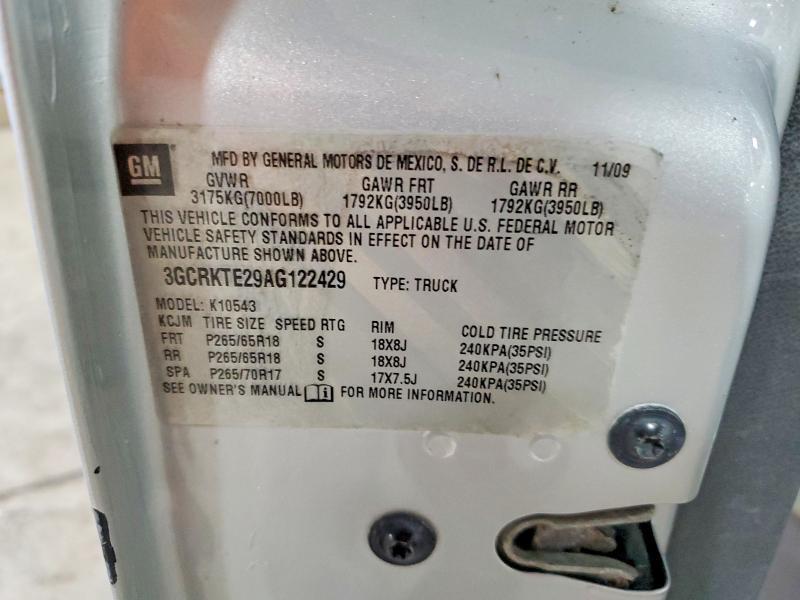 GM MFD BY GENERAL MOTORS DE MEXICO, S. DE R.L. DE C.V. 11/09
GVWR GAWR FRT GAWR RR
3175KG(7000LB) 1792KG(3950LB) 1792KG(3950LB)
THIS VEHICLE CONFORMS TO ALL APPLICABLE U.S. FEDERAL MOTOR
VEHICLE SAFETY STANDARDS IN EFFECT ON THE DATE OF
MANUFACTURE SHOWN ABOVE.
3GCRKTE29AG122429 TYPE: TRUCK
MODEL: K10543
KCJM TIRE SIZE SPEED RTG RIM COLD TIRE PRESSURE
FRT P265/65R18 S 18X8J 240KPA(35PSI)
RR P265/65R18 S 18X8J 240KPA(35PSI)
SPA P265/70R17 S 17X7.5J 240KPA(35PSI)
SEE OWNER'S MANUAL FOR MORE INFORMATION.